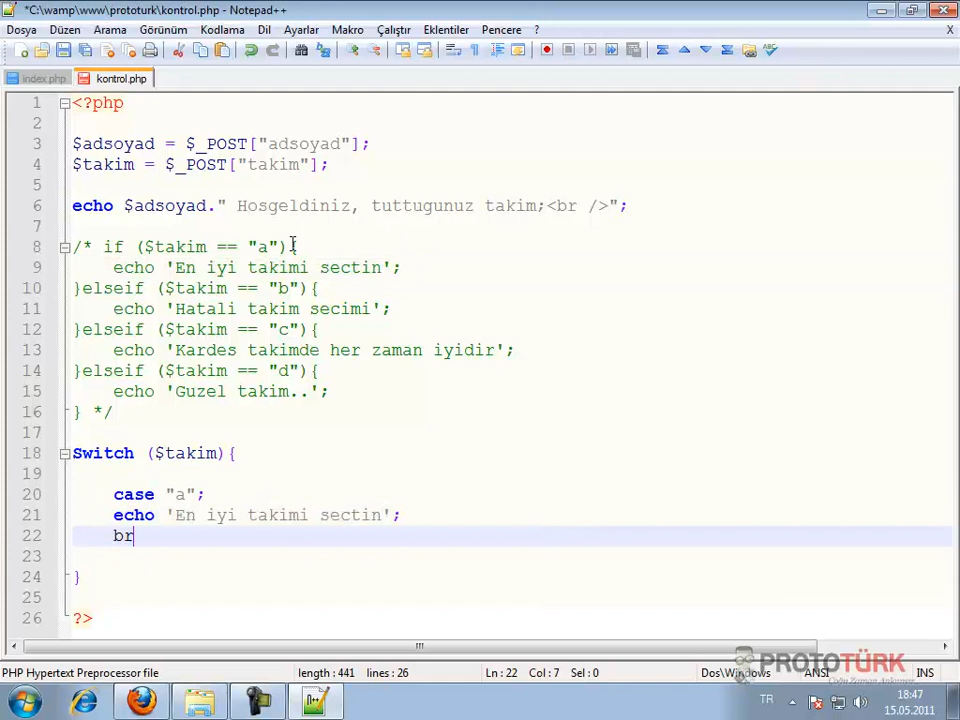 *C:\wamp\www\prototurk\kontrol.php - Notepad++
Dosya Düzen Arama Görünüm Kodlama Dil Ayarlar Makro Çalıştır Eklentiler Pencere ? X
index.php kontrol.php
1 <?php
2
3 $adsoyad = $_POST["adsoyad"];
4 $takim = $_POST["takim"];
5
6 echo $adsoyad." Hosgeldiniz, tuttugunuz takim;<br />";
7
8 /* if ($takim == "a")
9 echo 'En iyi takimi sectin';
10 }elseif ($takim == "b"){
11 echo 'Hatali takim secimi';
12 }elseif ($takim == "c"){
13 echo 'Kardes takimde her zaman iyidir';
14 }elseif ($takim == "d"){
15 echo 'Guzel takim..';
16 } */
17
18 Switch ($takim){
19
20 case "a";
21 echo 'En iyi takimi sectin';
22 br
23
24 }
25
26 ?>
PHP Hypertext Preprocessor file length : 441 lines : 26 Ln : 22 Col : 7 Sel : 0 Dos\Windows ANSI INS
PROTOTÜRK
TR 18:47
15.05.2011